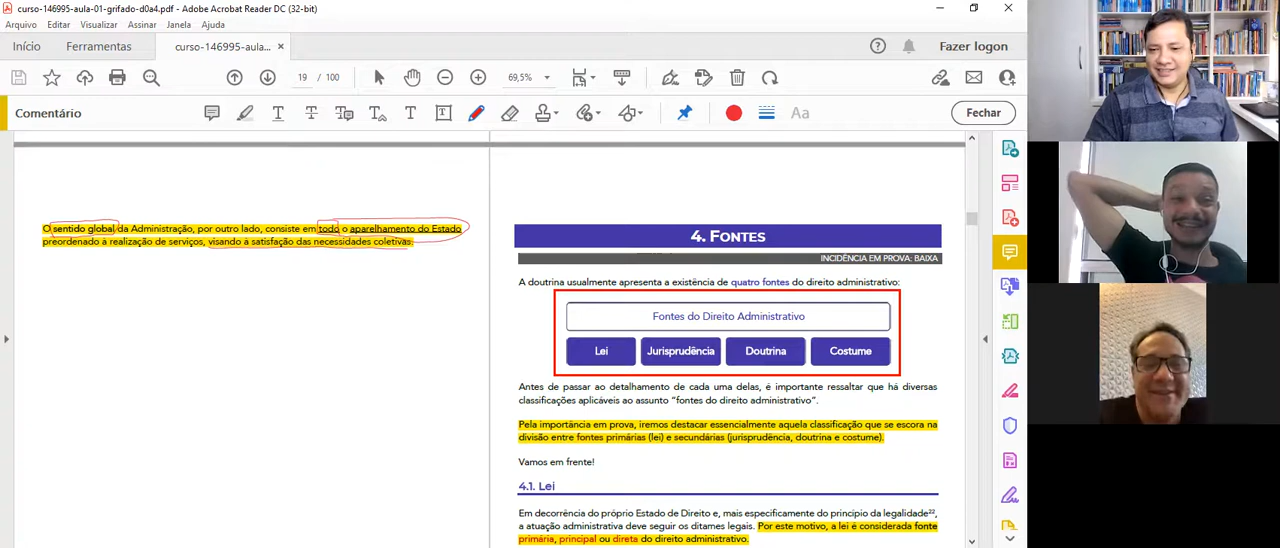 curso-146995-aula-01-grifado-d0a4.pdf - Adobe Acrobat Reader DC (32-bit)
Arquivo Editar Visualizar Assinar Janela Ajuda
Início Ferramentas curso-146995-aula... × Fazer logon
19 / 100 69,5%
Comentário Aa Fechar
O sentido global da Administração, por outro lado, consiste em todo o aparelhamento do Estado
preordenado à realização de serviços, visando à satisfação das necessidades coletivas.
4. FONTES
INCIDÊNCIA EM PROVA: BAIXA
A doutrina usualmente apresenta a existência de quatro fontes do direito administrativo:
Fontes do Direito Administrativo
Lei Jurisprudência Doutrina Costume
Antes de passar ao detalhamento de cada uma delas, é importante ressaltar que há diversas
classificações aplicáveis ao assunto “fontes do direito administrativo”.
Pela importância em prova, iremos destacar essencialmente aquela classificação que se escora na
divisão entre fontes primárias (lei) e secundárias (jurisprudência, doutrina e costume).
Vamos em frente!
4.1. Lei
Em decorrência do próprio Estado de Direito e, mais especificamente do princípio da legalidade²²,
a atuação administrativa deve seguir os ditames legais. Por este motivo, a lei é considerada fonte
primária, principal ou direta do direito administrativo.